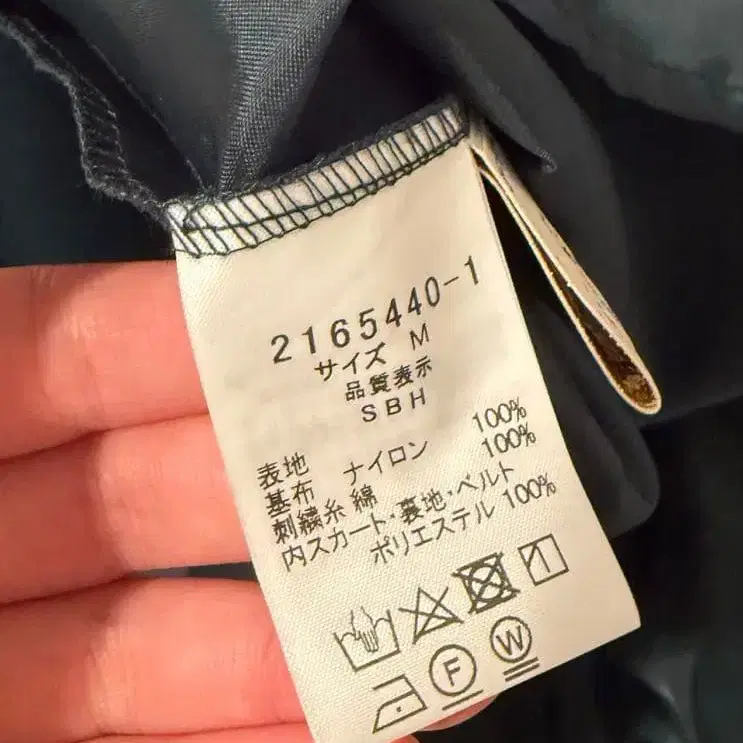 2165440-1
サイズ M
品質表示
SBH
表地
基布 ナイロン 100%
刺繍糸 綿 100%
内スカート・裏地・ベルト
ポリエステル 100%
F
W